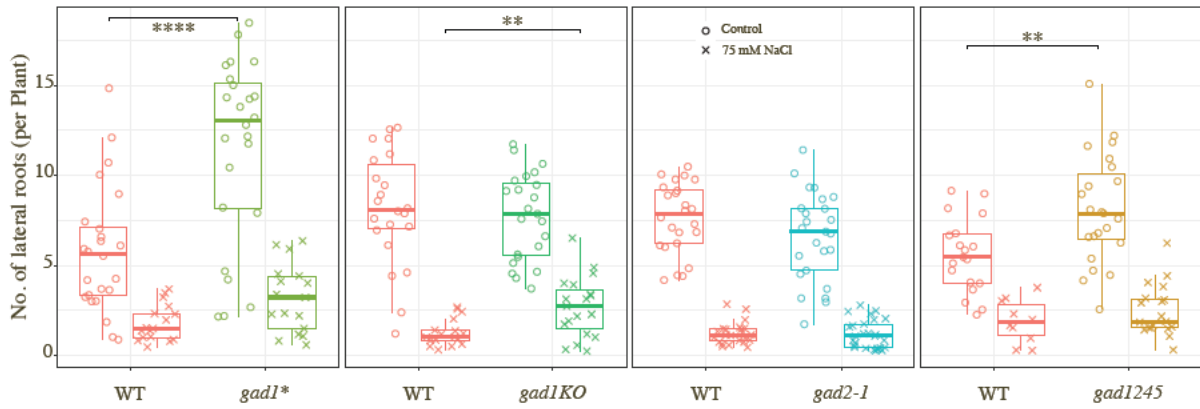 ****
**
**
Control
75 mM NaCl
No. of lateral roots (per Plant)
15
10
5
0
WT
gad1*
WT
gad1KO
WT
gad2-1
WT
gad1245